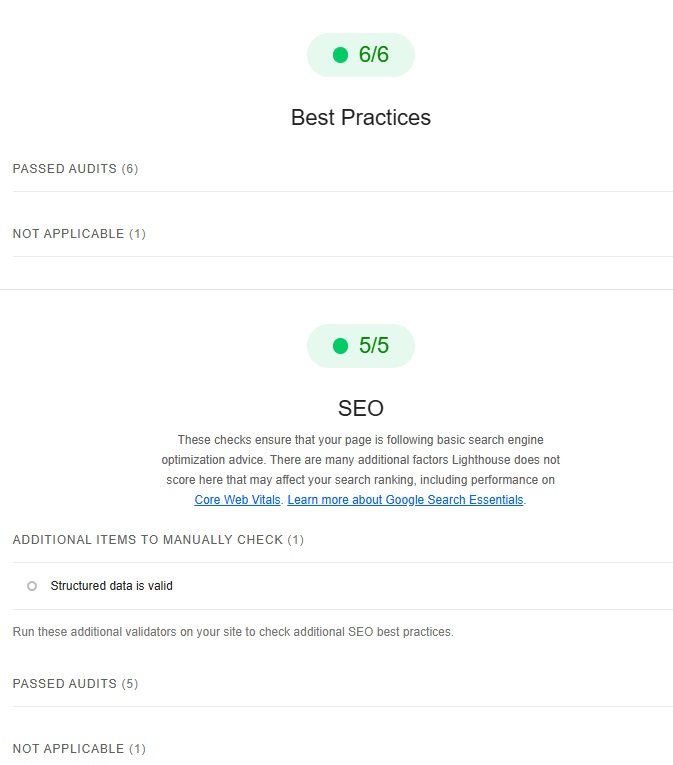 6/6
Best Practices
PASSED AUDITS (6)
NOT APPLICABLE (1)
5/5
SEO
These checks ensure that your page is following basic search engine
optimization advice. There are many additional factors Lighthouse does not
score here that may affect your search ranking, including performance on
Core Web Vitals. Learn more about Google Search Essentials.
ADDITIONAL ITEMS TO MANUALLY CHECK (1)
Structured data is valid
Run these additional validators on your site to check additional SEO best practices.
PASSED AUDITS (5)
NOT APPLICABLE (1)